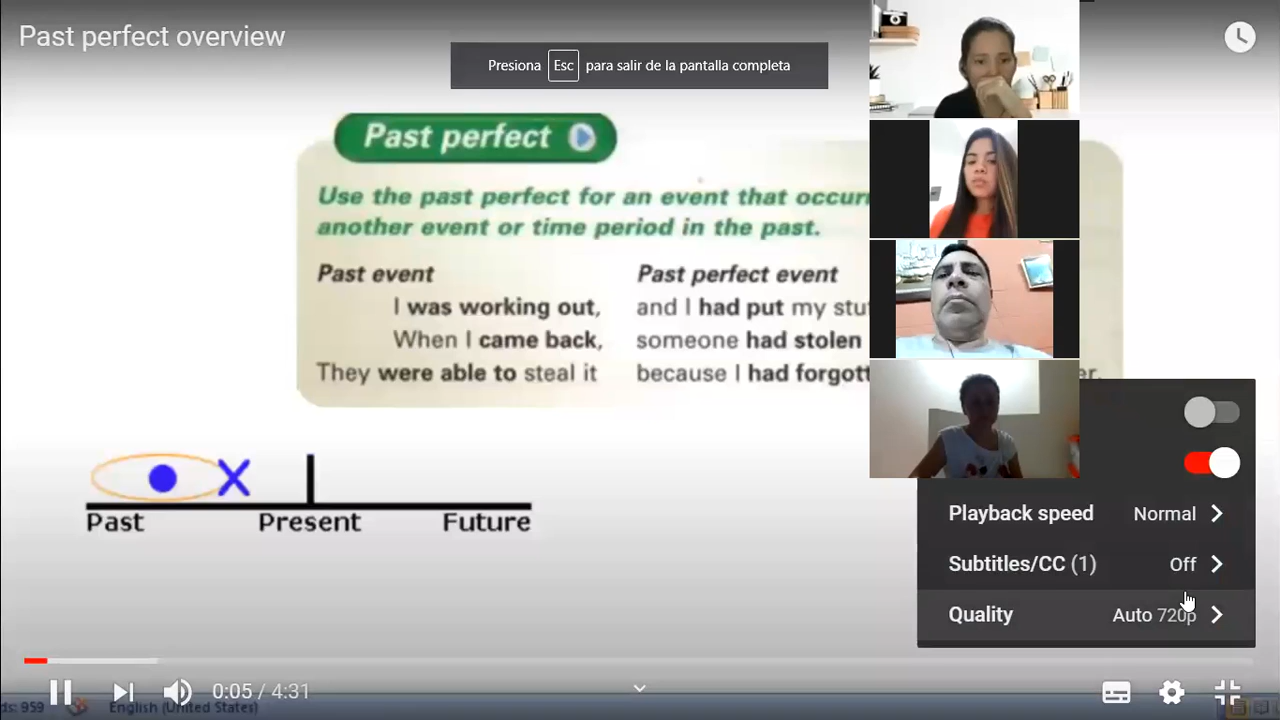 Past perfect overview
Presiona Esc para salir de la pantalla completa
Past perfect
Use the past perfect for an event that
another event or time period in the past.
Past event Past perfect event
I was working out, and I had put my
When I came back, someone had stolen
They were able to steal it because I had
Past Present Future
Playback speed Normal
Subtitles/CC (1) Off
Quality Auto 720p
0:05 / 4:31
English (United States)